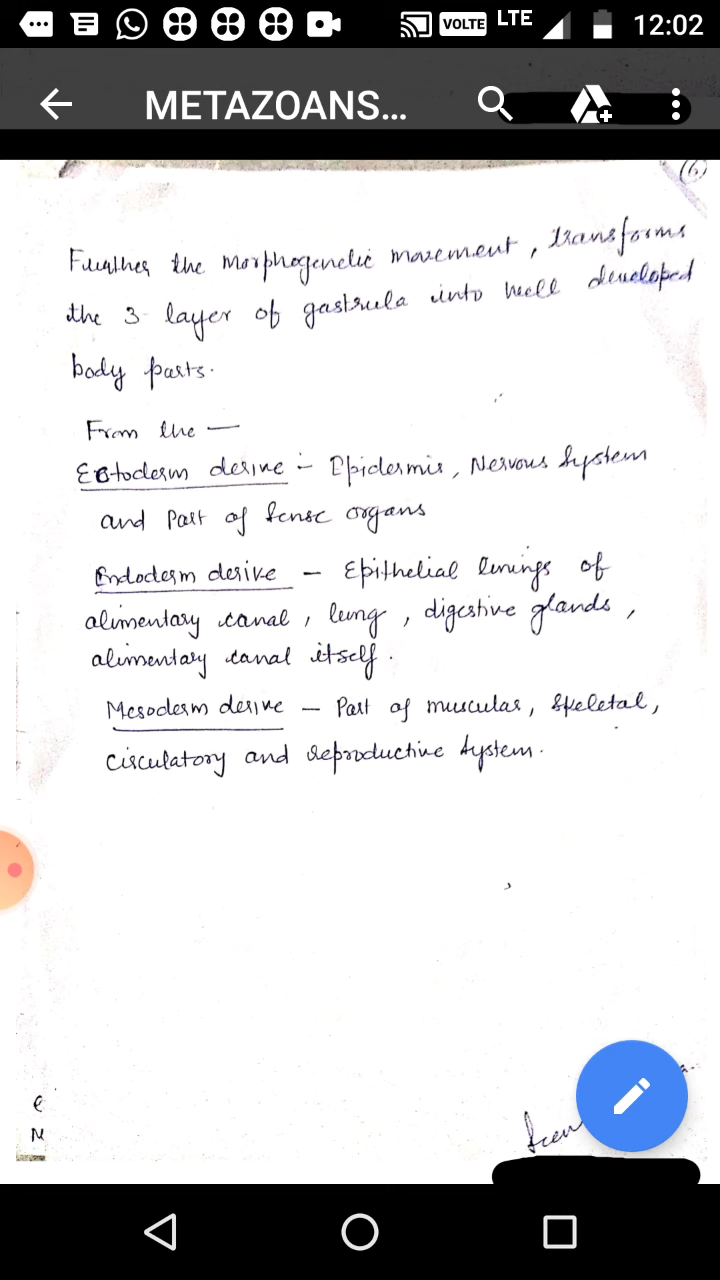 VOLTE LTE 12:02
METAZOANS...
(6)
Further the morphogenetic movement, transforms
the 3 layer of gastrula into well developed
body parts.
From the —
Ectoderm derive :- Epidermis, Nervous system
and Part of sense organs
Endoderm derive — Epithelial linings of
alimentary canal, lung, digestive glands,
alimentary canal itself.
Mesoderm derive — Part of muscular, skeletal,
circulatory and reproductive system.
N